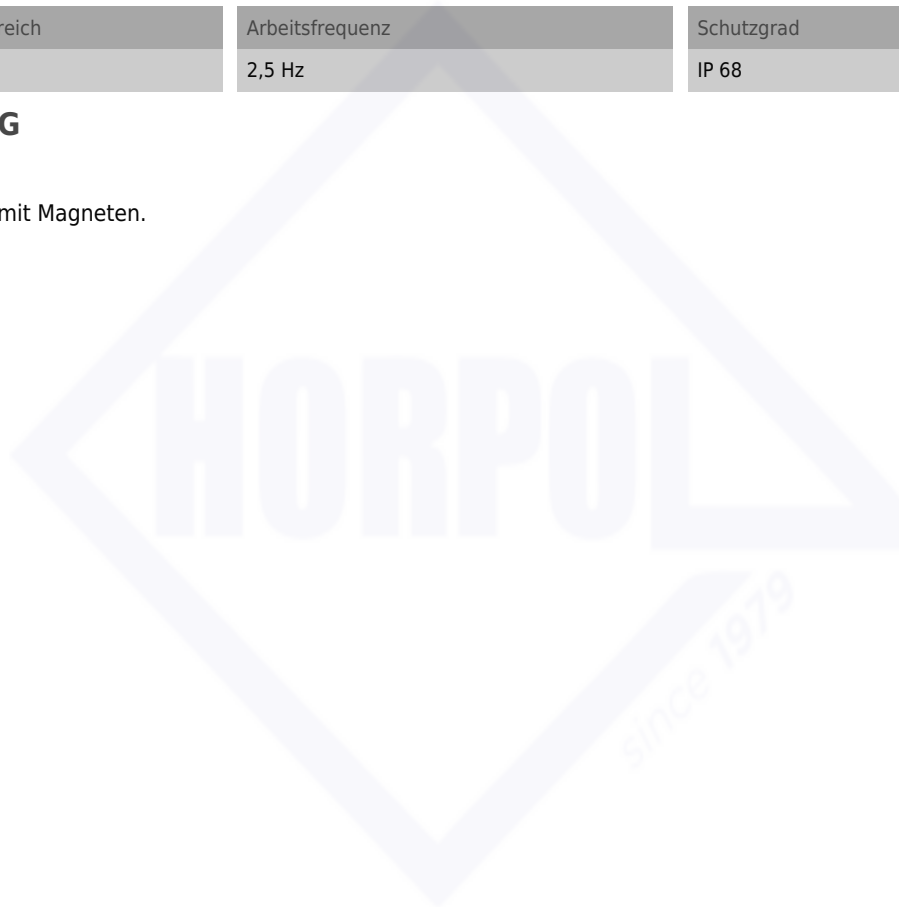 reich Arbeitsfrequenz Schutzgrad
2,5 Hz IP 68
G
mit Magneten.
HORPOL
since 1979